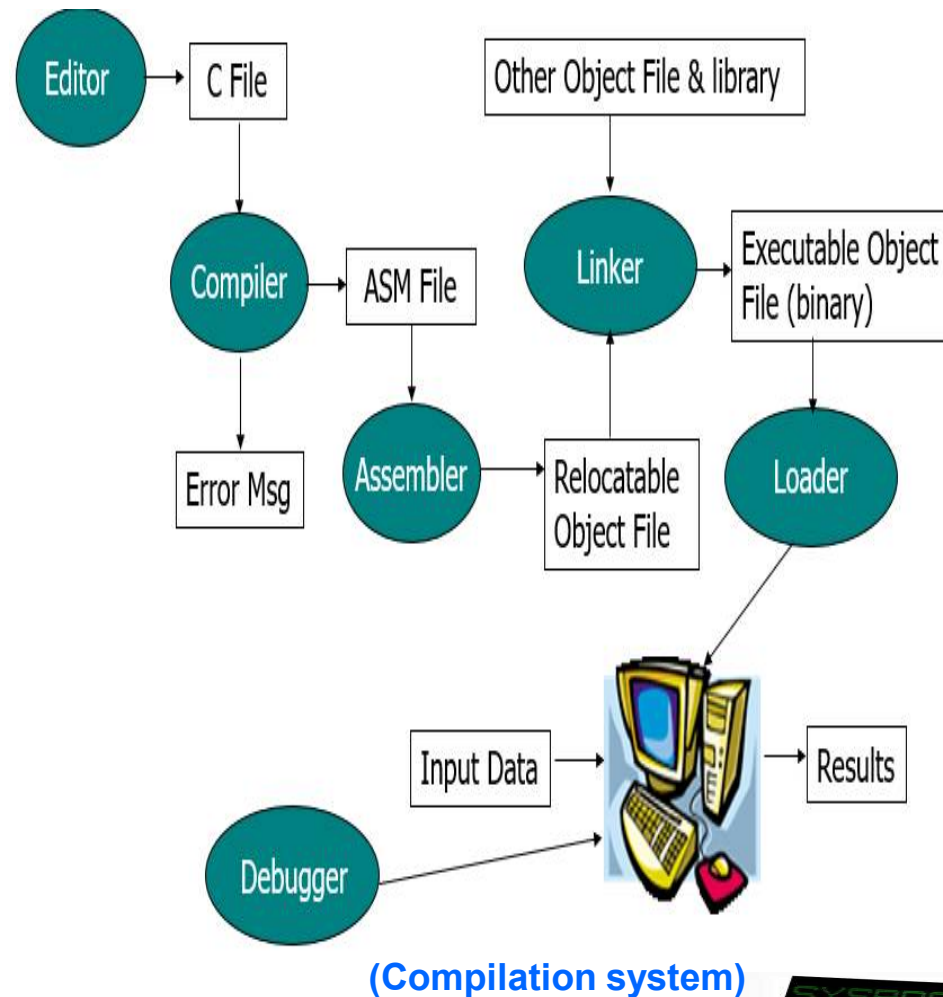 Editor
C File
Other Object File & library
Compiler
ASM File
Linker
Executable Object
File (binary)
Error Msg
Assembler
Relocatable
Object File
Loader
Input Data
Results
Debugger
(Compilation system)